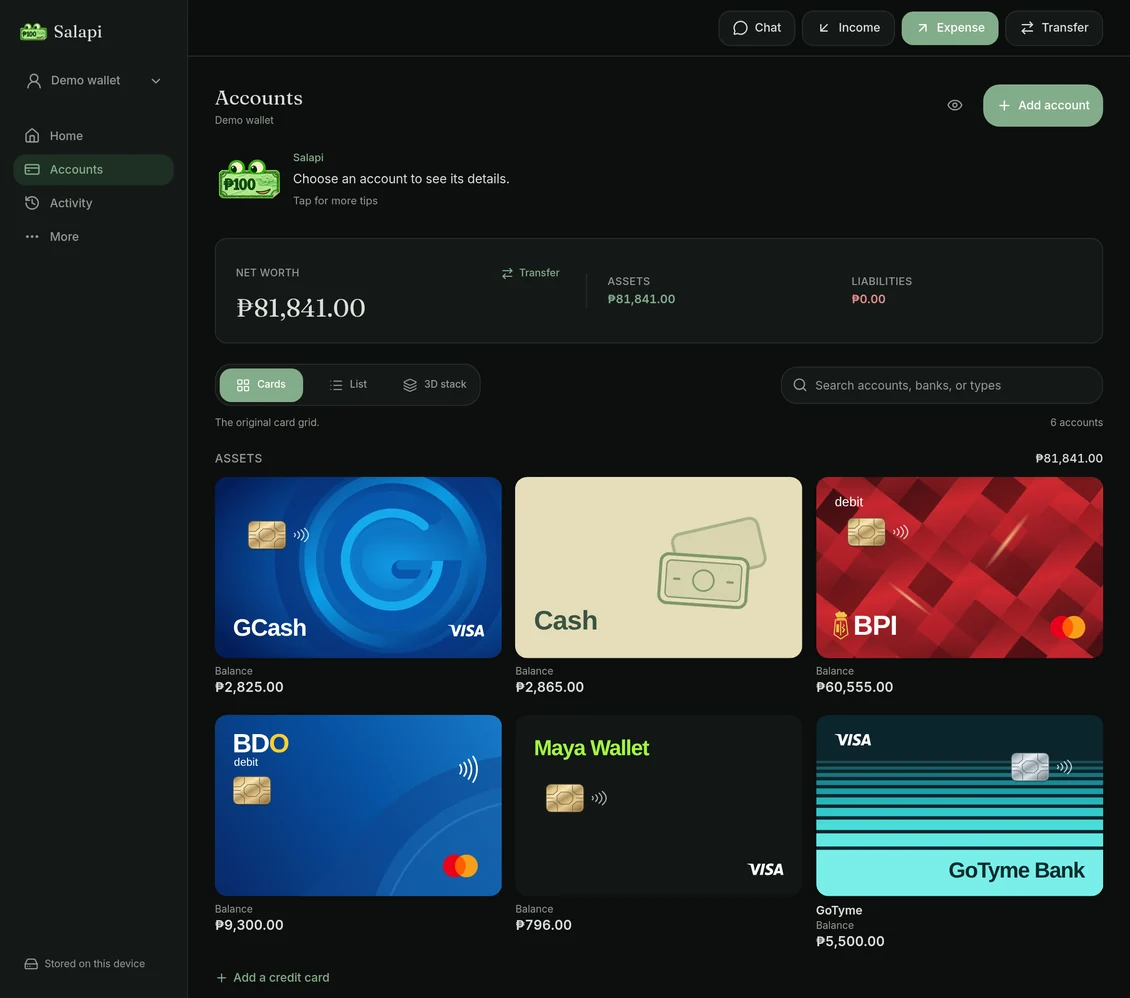 ₱100 Salapi
Demo wallet
Home
Accounts
Activity
More
Stored on this device
Chat
Income
Expense
Transfer
Accounts
Demo wallet
Add account
₱100
Salapi
Choose an account to see its details.
Tap for more tips
NET WORTH
₱81,841.00
Transfer
ASSETS
₱81,841.00
LIABILITIES
₱0.00
Cards
List
3D stack
Search accounts, banks, or types
The original card grid.
6 accounts
ASSETS
₱81,841.00
GCash
VISA
Balance
₱2,825.00
Cash
Balance
₱2,865.00
debit
BPI
Balance
₱60,555.00
BDO
debit
Balance
₱9,300.00
Maya Wallet
VISA
Balance
₱796.00
VISA
GoTyme Bank
GoTyme
Balance
₱5,500.00
Add a credit card